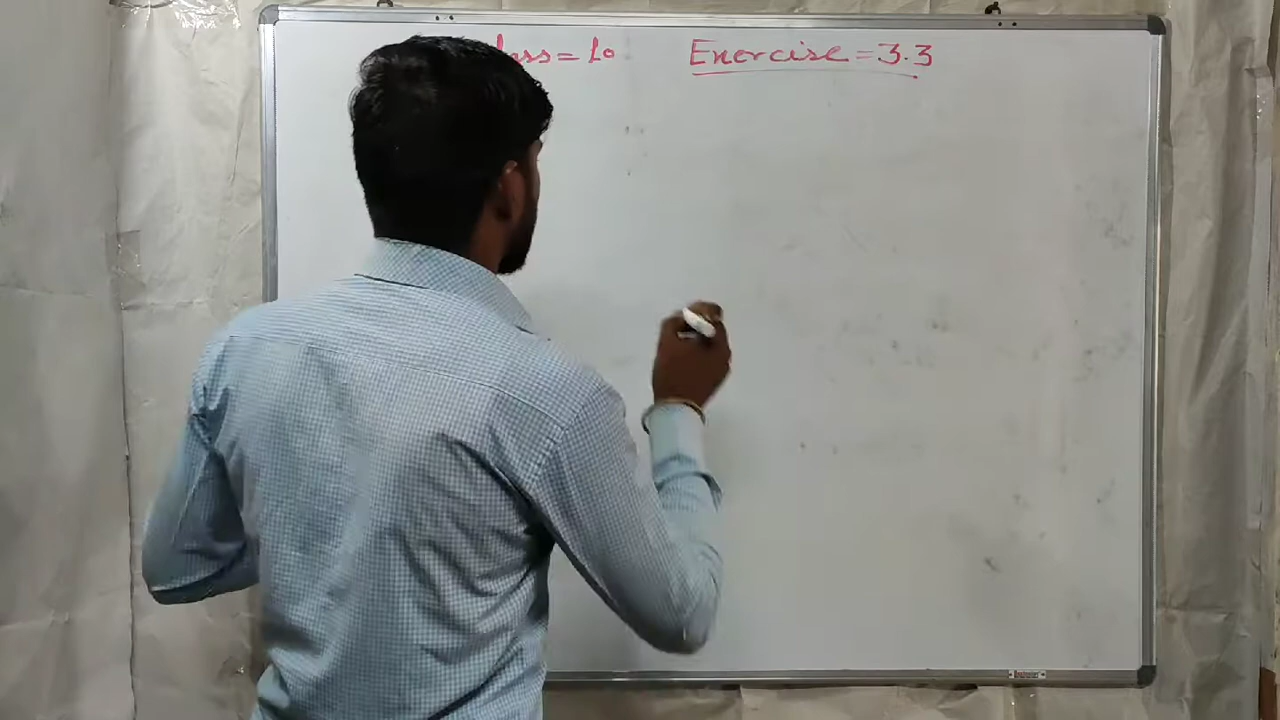 lass = 10 Exercise = 3.3